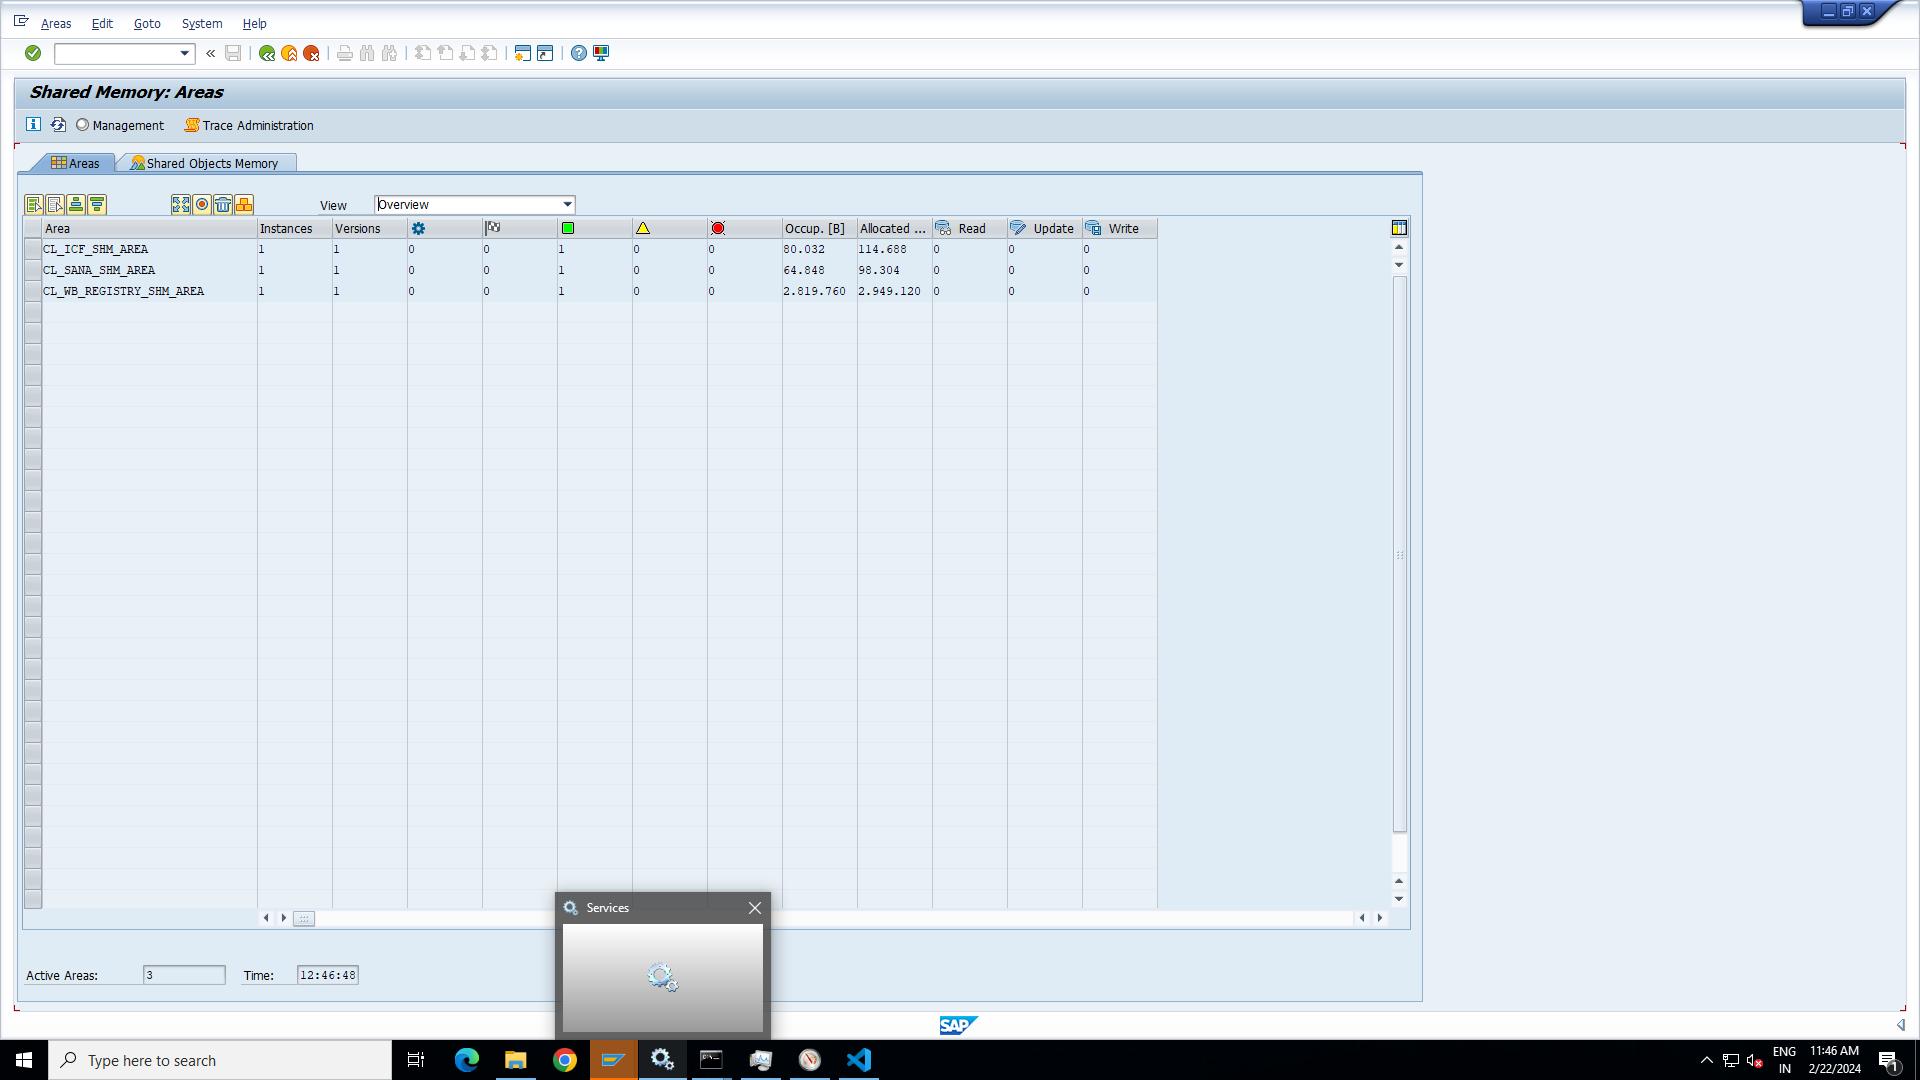 Areas Edit Goto System Help
Shared Memory: Areas
Management Trace Administration
Areas Shared Objects Memory
View Overview
Area Instances Versions Occup. [B] Allocated ... Read Update Write
CL_ICF_SHM_AREA 1 1 0 0 1 0 0 80.032 114.688 0 0 0
CL_SANA_SHM_AREA 1 1 0 0 1 0 0 64.848 98.304 0 0 0
CL_WB_REGISTRY_SHM_AREA 1 1 0 0 1 0 0 2.819.760 2.949.120 0 0 0
Services
Active Areas: 3 Time: 12:46:48
SAP
Type here to search
ENG 11:46 AM
IN 2/22/2024 1